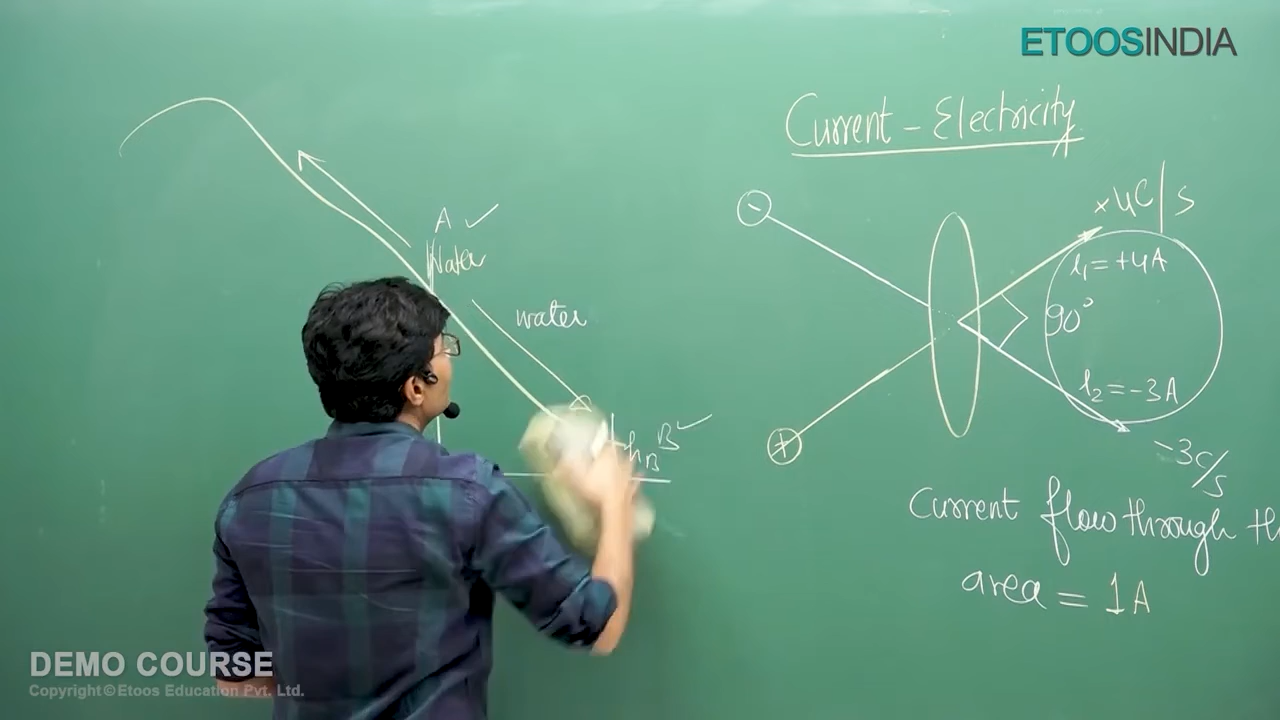 ETOOSINDIA
Current - Electricity
A ✓
Water
water
hB
B ✓
-
+
+4C/s
I₁ = +4A
90°
I₂ = -3A
-3C/s
Current flow through th
area = 1A
DEMO COURSE
Copyright © Etoos Education Pvt. Ltd.